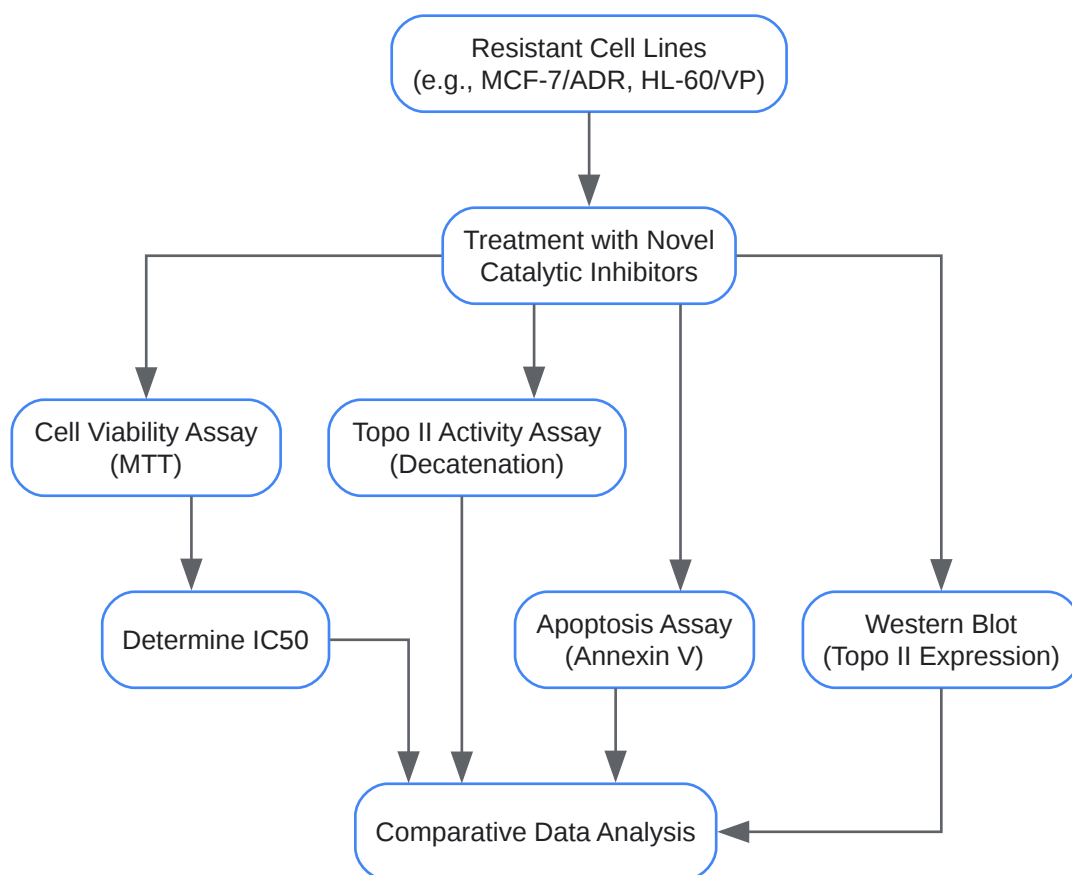 Resistant Cell Lines
(e.g., MCF-7/ADR, HL-60/VP)
Treatment with Novel
Catalytic Inhibitors
Cell Viability Assay
(MTT)
Topo II Activity Assay
(Decatenation)
Determine IC50
Apoptosis Assay
(Annexin V)
Western Blot
(Topo II Expression)
Comparative Data Analysis